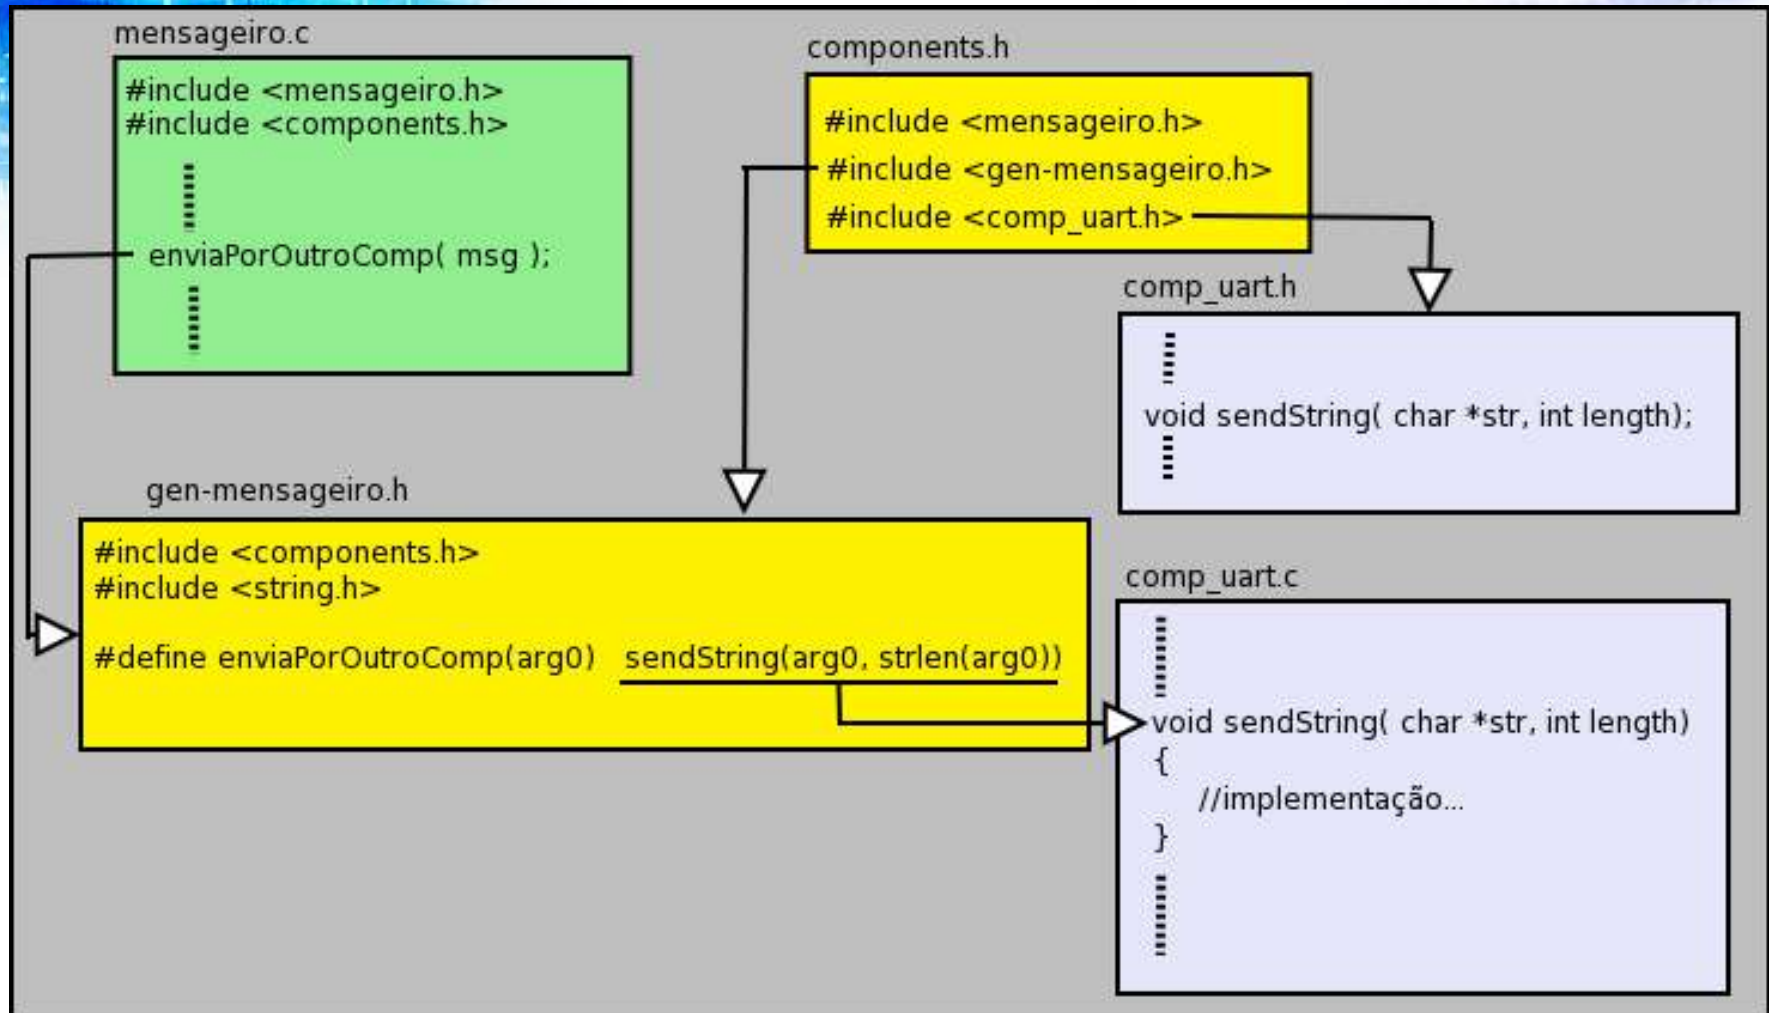 mensageiro.c
#include <mensageiro.h>
#include <components.h>
enviaPorOutroComp( msg );
components.h
#include <mensageiro.h>
#include <gen-mensageiro.h>
#include <comp_uart.h>
comp_uart.h
void sendString( char *str, int length);
gen-mensageiro.h
#include <components.h>
#include <string.h>
#define enviaPorOutroComp(arg0) sendString(arg0, strlen(arg0))
comp_uart.c
void sendString( char *str, int length)
{
//implementação...
}